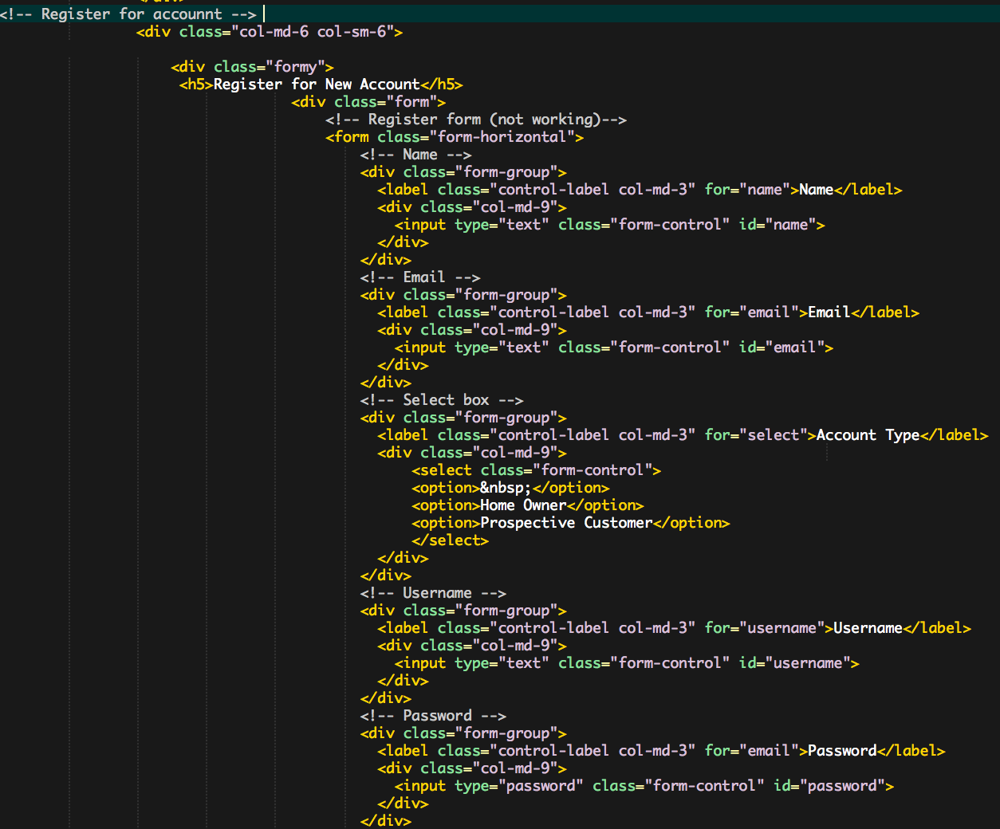 </div>
<!-- Register for accounnt -->
<div class="col-md-6 col-sm-6">
<div class="formy">
<h5>Register for New Account</h5>
<div class="form">
<!-- Register form (not working)-->
<form class="form-horizontal">
<!-- Name -->
<div class="form-group">
<label class="control-label col-md-3" for="name">Name</label>
<div class="col-md-9">
<input type="text" class="form-control" id="name">
</div>
</div>
<!-- Email -->
<div class="form-group">
<label class="control-label col-md-3" for="email">Email</label>
<div class="col-md-9">
<input type="text" class="form-control" id="email">
</div>
</div>
<!-- Select box -->
<div class="form-group">
<label class="control-label col-md-3" for="select">Account Type</label>
<div class="col-md-9">
<select class="form-control">
<option>&nbsp;</option>
<option>Home Owner</option>
<option>Prospective Customer</option>
</select>
</div>
</div>
<!-- Username -->
<div class="form-group">
<label class="control-label col-md-3" for="username">Username</label>
<div class="col-md-9">
<input type="text" class="form-control" id="username">
</div>
</div>
<!-- Password -->
<div class="form-group">
<label class="control-label col-md-3" for="email">Password</label>
<div class="col-md-9">
<input type="password" class="form-control" id="password">
</div>
</div>